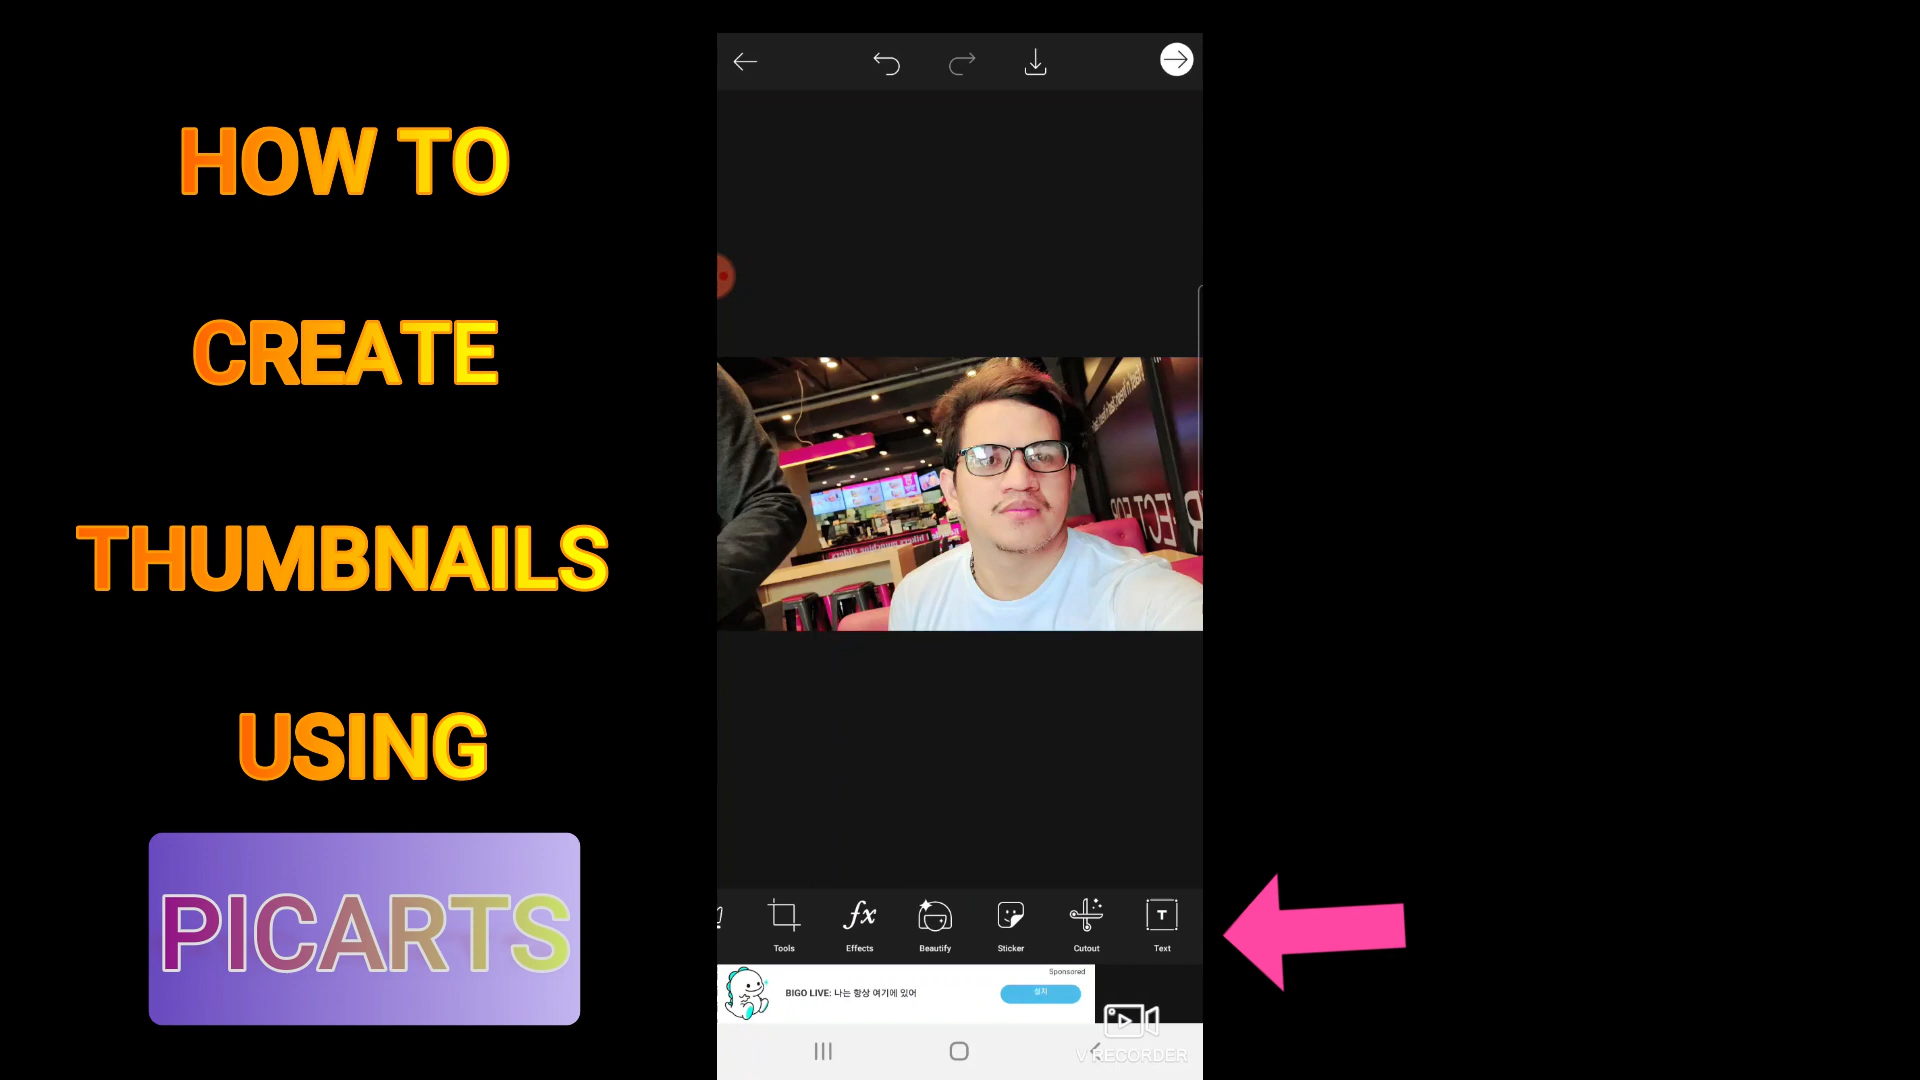 HOW TO
CREATE
THUMBNAILS
USING
PICARTS
Tools
Effects
Beautify
Sticker
Cutout
Text
Sponsored
BIGO LIVE: 나는 항상 여기에 있어
설치
V RECORDER